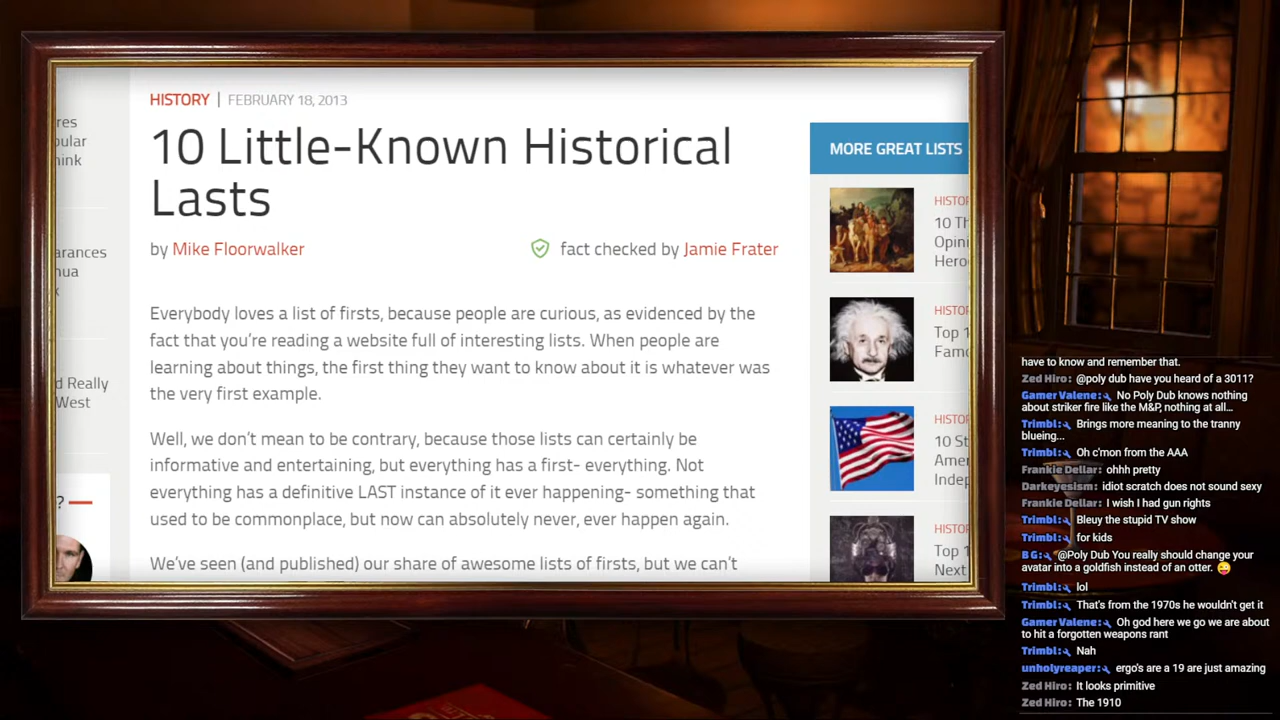 HISTORY | FEBRUARY 18, 2013
10 Little-Known Historical
Lasts
by Mike Floorwalker
fact checked by Jamie Frater
Everybody loves a list of firsts, because people are curious, as evidenced by the
fact that you're reading a website full of interesting lists. When people are
learning about things, the first thing they want to know about it is whatever was
the very first example.
Well, we don't mean to be contrary, because those lists can certainly be
informative and entertaining, but everything has a first- everything. Not
everything has a definitive LAST instance of it ever happening- something that
used to be commonplace, but now can absolutely never, ever happen again.
We've seen (and published) our share of awesome lists of firsts, but we can't
res
ular
ink
arances
ua
d Really
West
?
MORE GREAT LISTS
HISTO
10 Th
Opini
Hero
HISTO
Top 1
Famo
HISTO
10 St
Amer
Indep
HISTO
Top 1
Next
have to know and remember that.
Zed Hiro: @poly dub have you heard of a 3011?
Gamer Valene: No Poly Dub knows nothing
about striker fire like the M&P, nothing at all...
Trimbl: Brings more meaning to the tranny
blueing...
Trimbl: Oh c'mon from the AAA
Frankie Dellar: ohhh pretty
Darkeyesism: idiot scratch does not sound sexy
Frankie Dellar: I wish I had gun rights
Trimbl: Bleuy the stupid TV show
Trimbl: for kids
BG: @Poly Dub You really should change your
avatar into a goldfish instead of an otter. 😜
Trimbl: lol
Trimbl: That's from the 1970s he wouldn't get it
Gamer Valene: Oh god here we go we are about
to hit a forgotten weapons rant
Trimbl: Nah
unholyreaper: ergo's are a 19 are just amazing
Zed Hiro: It looks primitive
Zed Hiro: The 1910